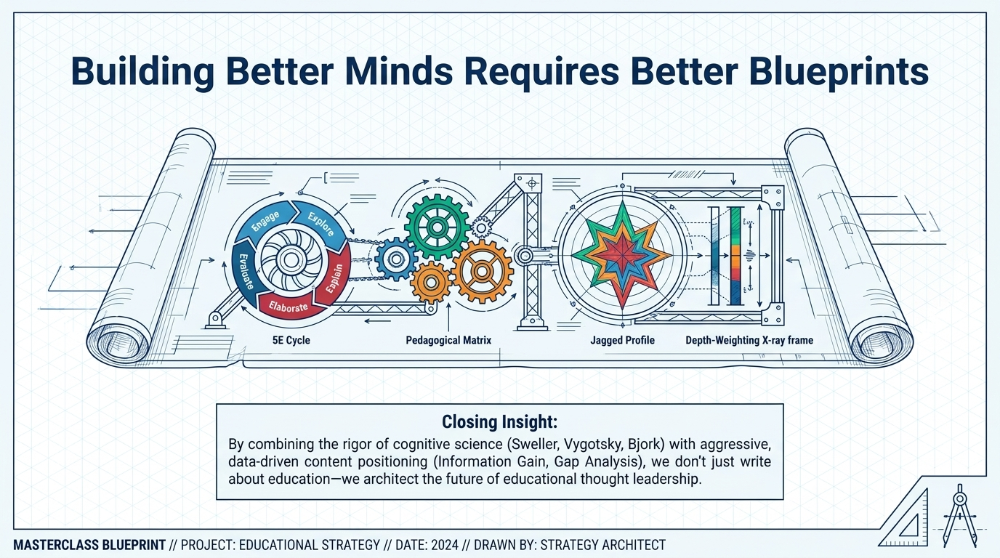 Building Better Minds Requires Better Blueprints
Engage
Explore
Explain
Elaborate
Evaluate
5E Cycle
Pedagogical Matrix
Jagged Profile
Depth-Weighting X-ray frame
Closing Insight:
By combining the rigor of cognitive science (Sweller, Vygotsky, Bjork) with aggressive,
data-driven content positioning (Information Gain, Gap Analysis), we don't just write
about education—we architect the future of educational thought leadership.
MASTERCLASS BLUEPRINT // PROJECT: EDUCATIONAL STRATEGY // DATE: 2024 // DRAWN BY: STRATEGY ARCHITECT